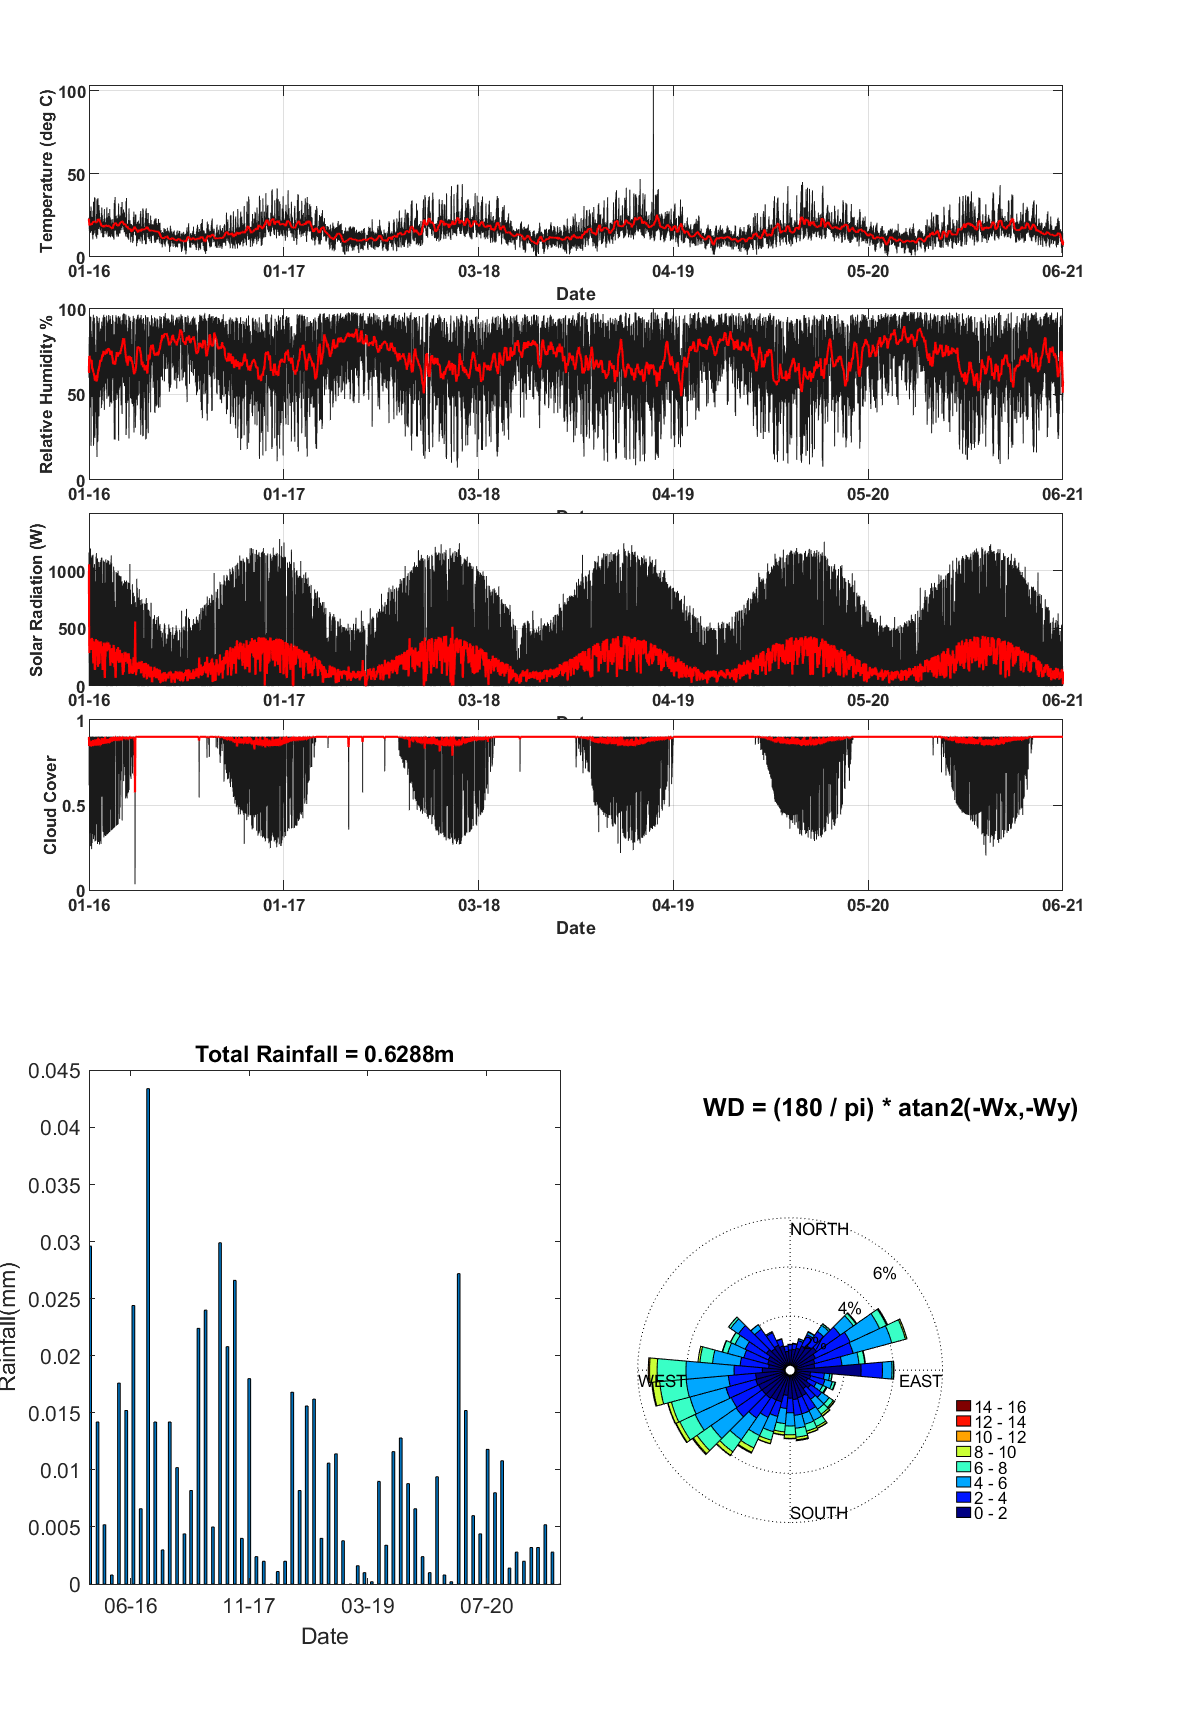 Temperature (deg C)
100
50
0
01-16 01-17 03-18 04-19 05-20 06-21
Date
Relative Humidity %
100
50
0
01-16 01-17 03-18 04-19 05-20 06-21
Solar Radiation (W)
1000
500
0
01-16 01-17 03-18 04-19 05-20 06-21
Cloud Cover
1
0.5
0
01-16 01-17 03-18 04-19 05-20 06-21
Date
Total Rainfall = 0.6288m
Rainfall(mm)
0.045
0.04
0.035
0.03
0.025
0.02
0.015
0.01
0.005
0
06-16 11-17 03-19 07-20
Date
WD = (180 / pi) * atan2(-Wx,-Wy)
NORTH
6%
4%
WEST
EAST
SOUTH
14 - 16
12 - 14
10 - 12
8 - 10
6 - 8
4 - 6
2 - 4
0 - 2